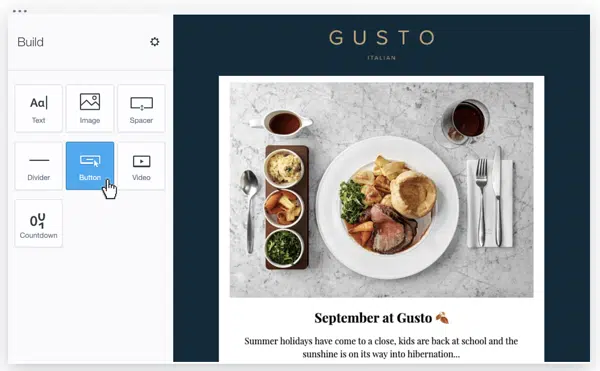 Build
Aa
Text
Image
Spacer
Divider
Button
Video
Countdown
GUSTO
ITALIAN
September at Gusto 🍂
Summer holidays have come to a close, kids are back at school and the
sunshine is on its way into hibernation...